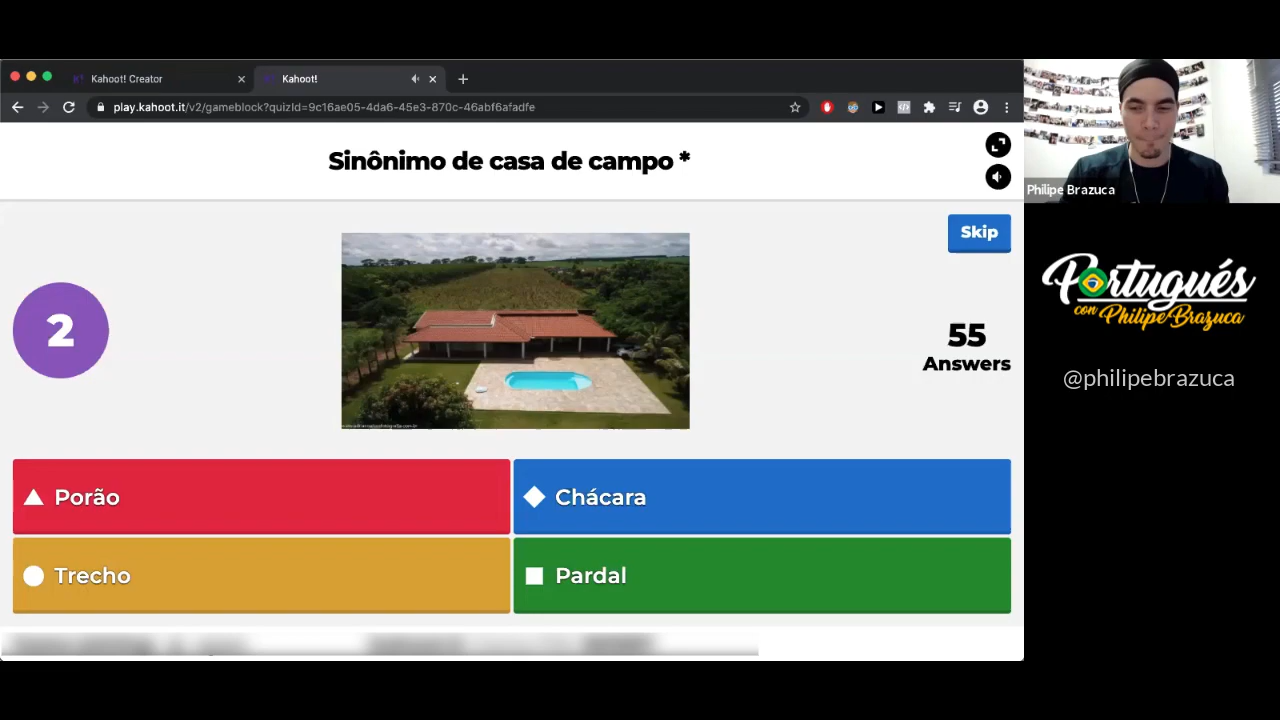 Kahoot! Creator
Kahoot!
play.kahoot.it/v2/gameblock?quizId=9c16ae05-4da6-45e3-870c-46abf6afadfe
Sinônimo de casa de campo *
Philipe Brazuca
Skip
2
55
Answers
Portugués
con Philipe Brazuca
@philipebrazuca
Porão
Chácara
Trecho
Pardal